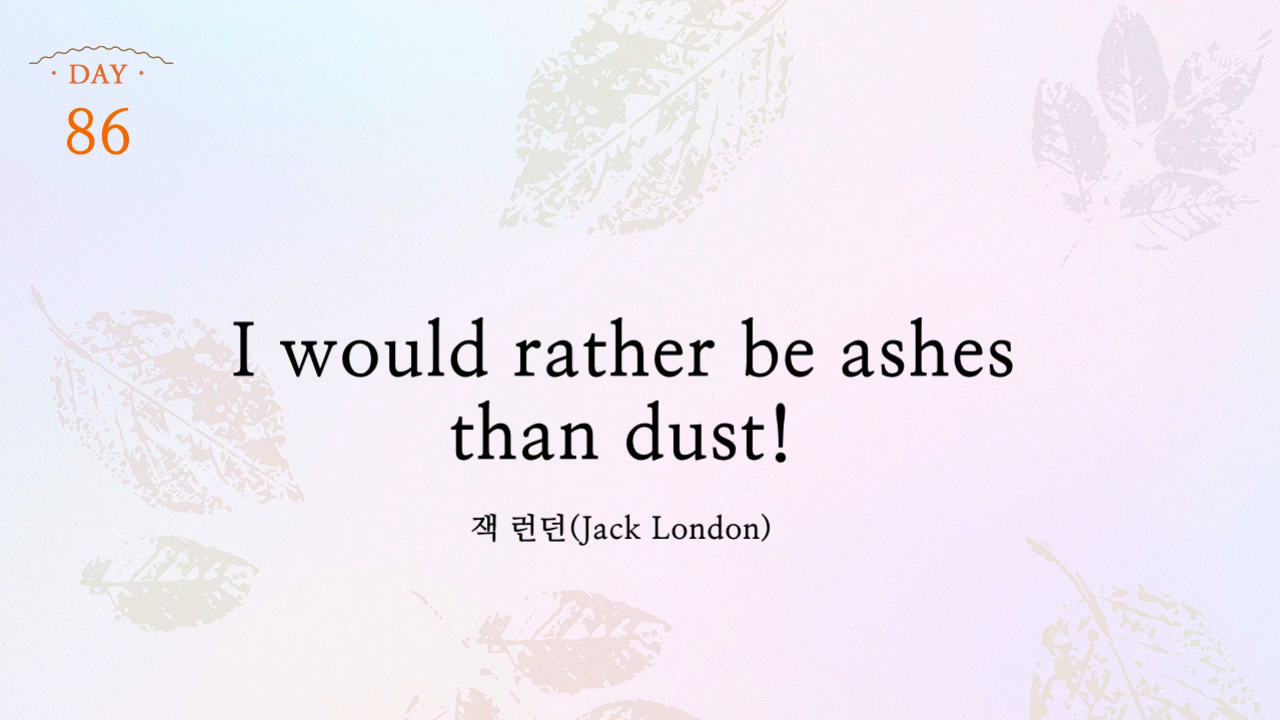 · DAY ·
86
I would rather be ashes
than dust!
잭 런던(Jack London)